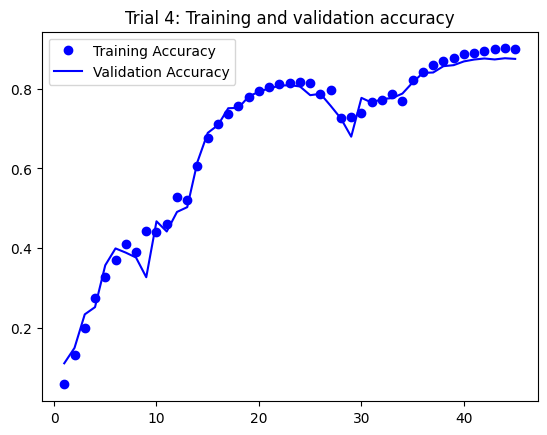 Trial 4: Training and validation accuracy
Training Accuracy
Validation Accuracy
0.8
0.6
0.4
0.2
0 10 20 30 40